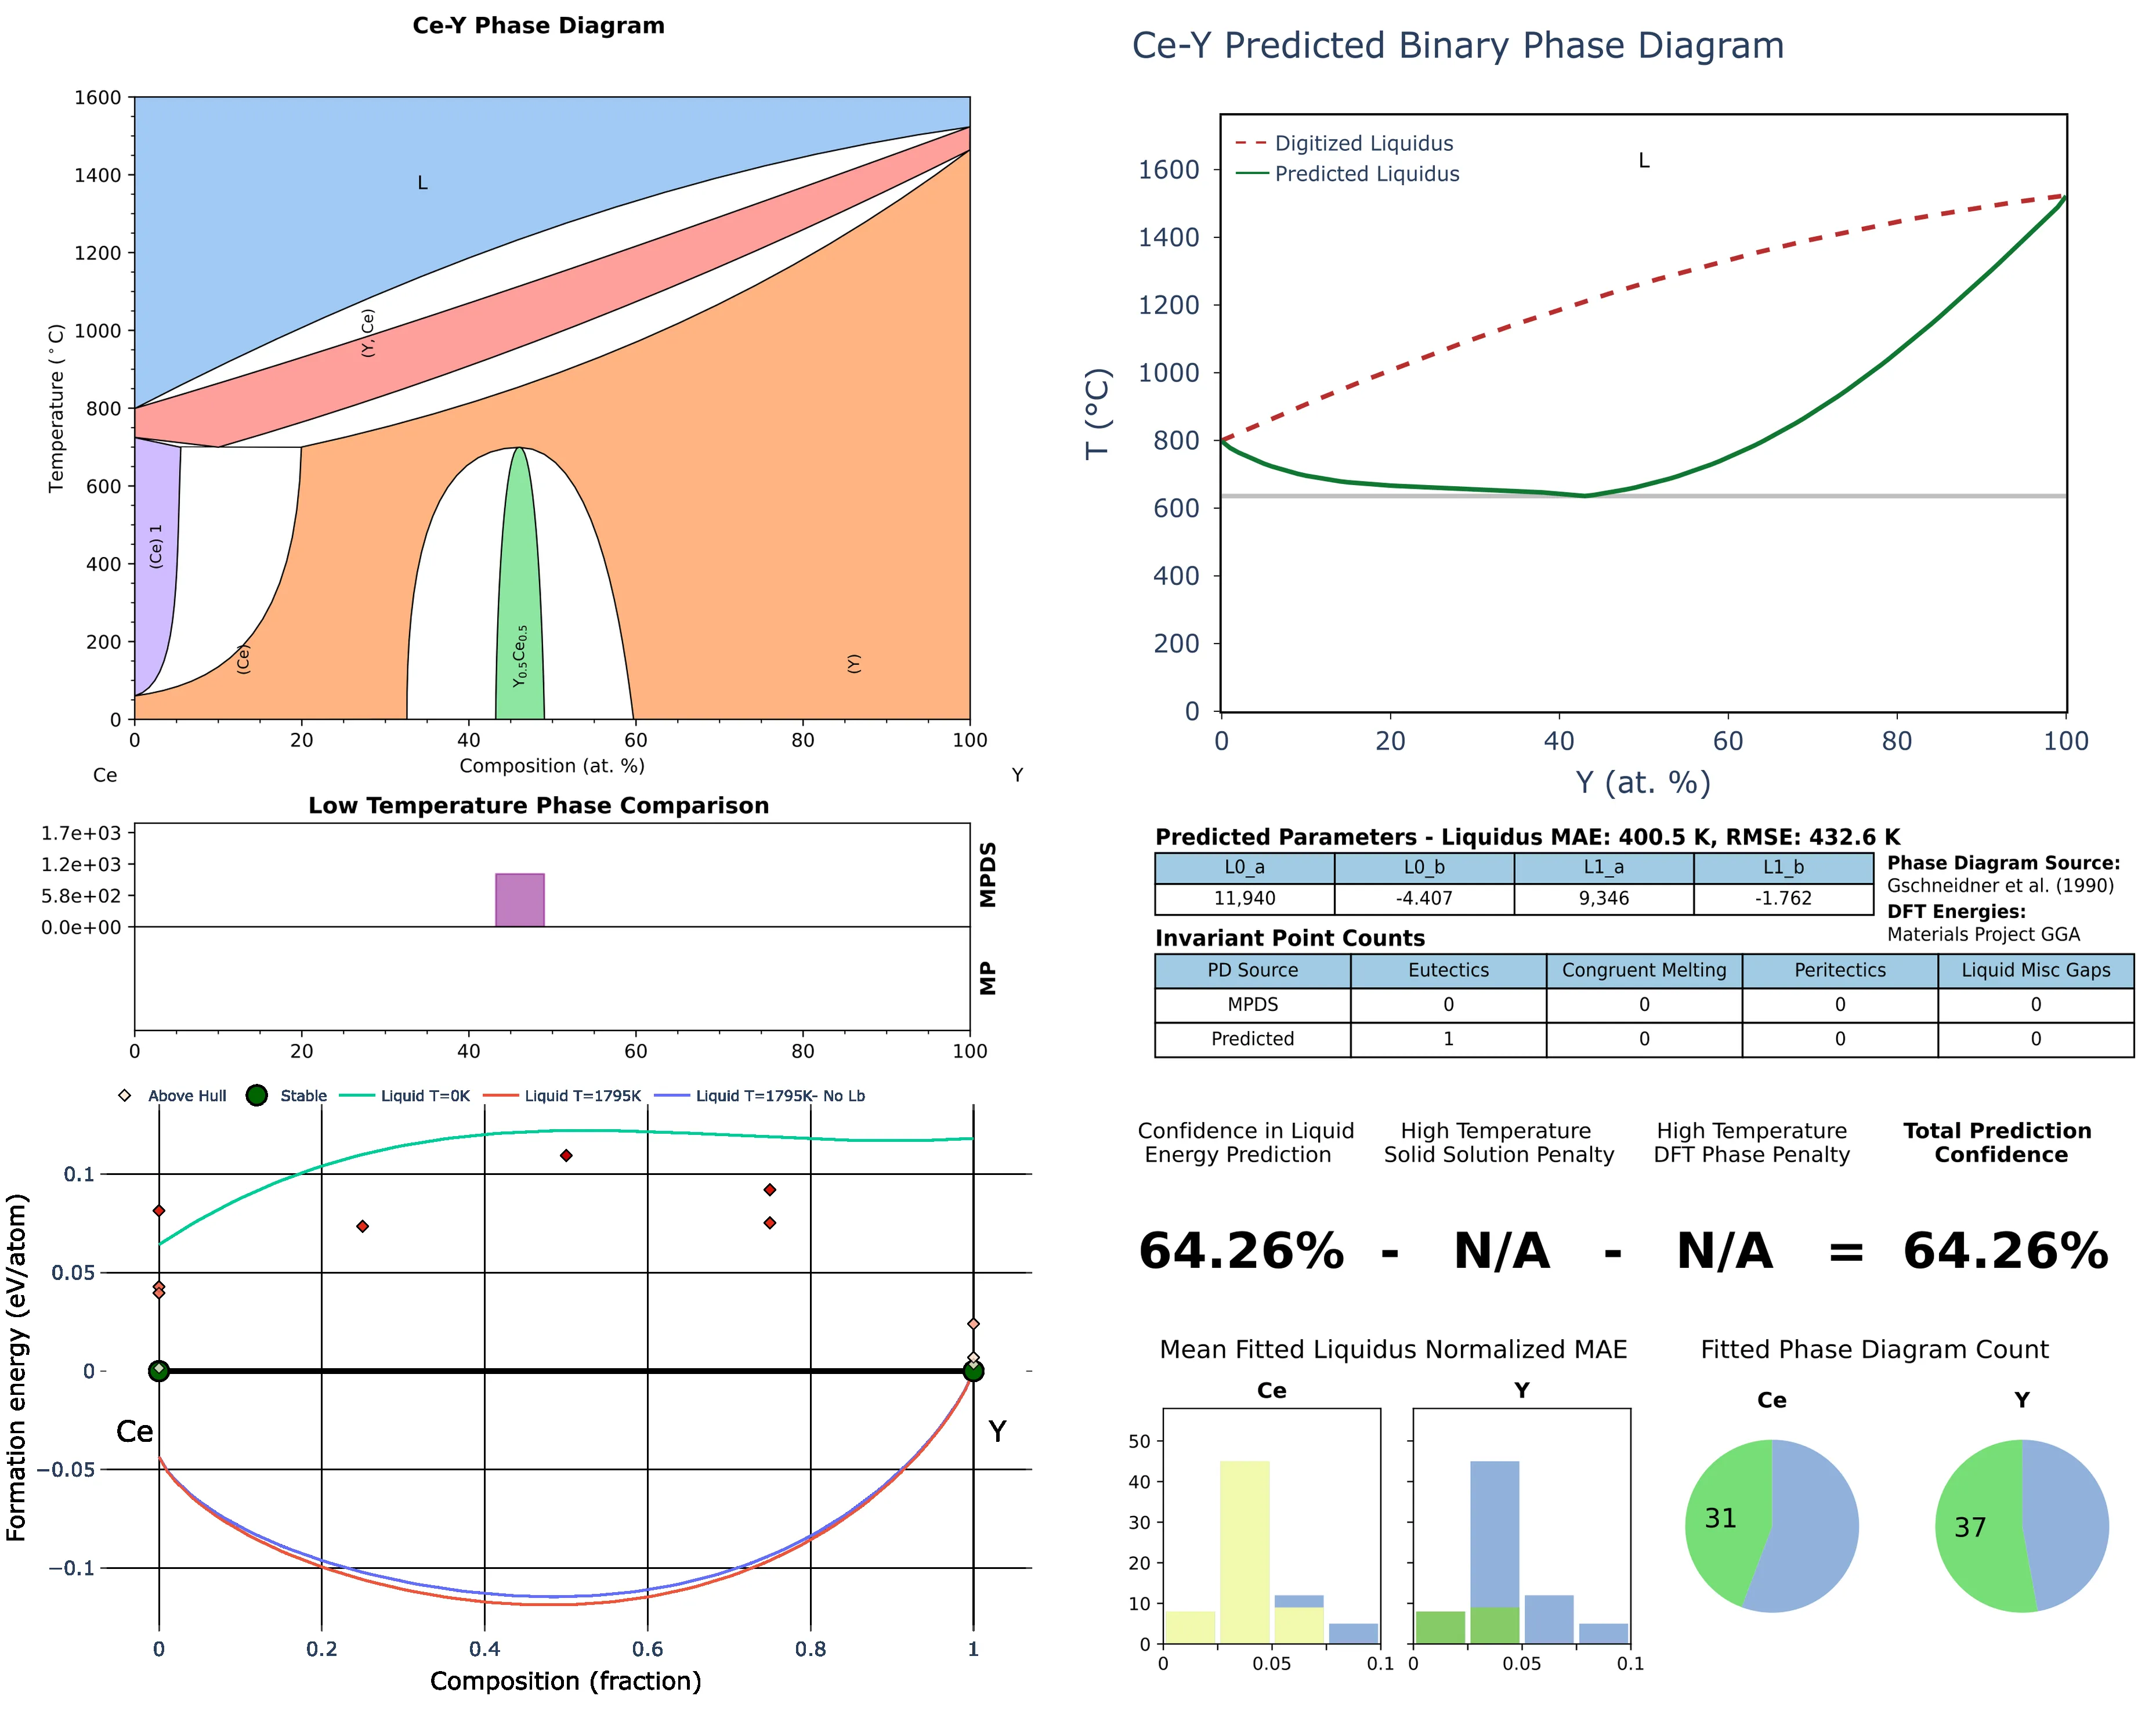 Ce-Y Phase Diagram
1600
1400
1200
1000
800
600
400
200
0
Temperature (°C)
L
(Y, Ce)
(Ce) 1
(Ce)
Y0.5Ce0.5
(Y)
0 20 40 60 80 100
Composition (at. %)
Ce Y
Low Temperature Phase Comparison
1.7e+03
1.2e+03
5.8e+02
0.0e+00
MPDS
MP
0 20 40 60 80 100
Above Hull Stable Liquid T=0K Liquid T=1795K Liquid T=1795K- No Lb
0.1
0.05
0
−0.05
−0.1
Formation energy (eV/atom)
Ce Y
0 0.2 0.4 0.6 0.8 1
Composition (fraction)
Ce-Y Predicted Binary Phase Diagram
Digitized Liquidus
Predicted Liquidus
L
1600
1400
1200
1000
800
600
400
200
0
T (°C)
0 20 40 60 80 100
Y (at. %)
Predicted Parameters - Liquidus MAE: 400.5 K, RMSE: 432.6 K
L0_a L0_b L1_a L1_b
11,940 -4.407 9,346 -1.762
Phase Diagram Source:
Gschneidner et al. (1990)
DFT Energies:
Materials Project GGA
Invariant Point Counts
PD Source Eutectics Congruent Melting Peritectics Liquid Misc Gaps
MPDS 0 0 0 0
Predicted 1 0 0 0
Confidence in Liquid
Energy Prediction
High Temperature
Solid Solution Penalty
High Temperature
DFT Phase Penalty
Total Prediction
Confidence
64.26% - N/A - N/A = 64.26%
Mean Fitted Liquidus Normalized MAE
Ce Y
50
40
30
20
10
0
0 0.05 0.1 0 0.05 0.1
Fitted Phase Diagram Count
Ce Y
31 37